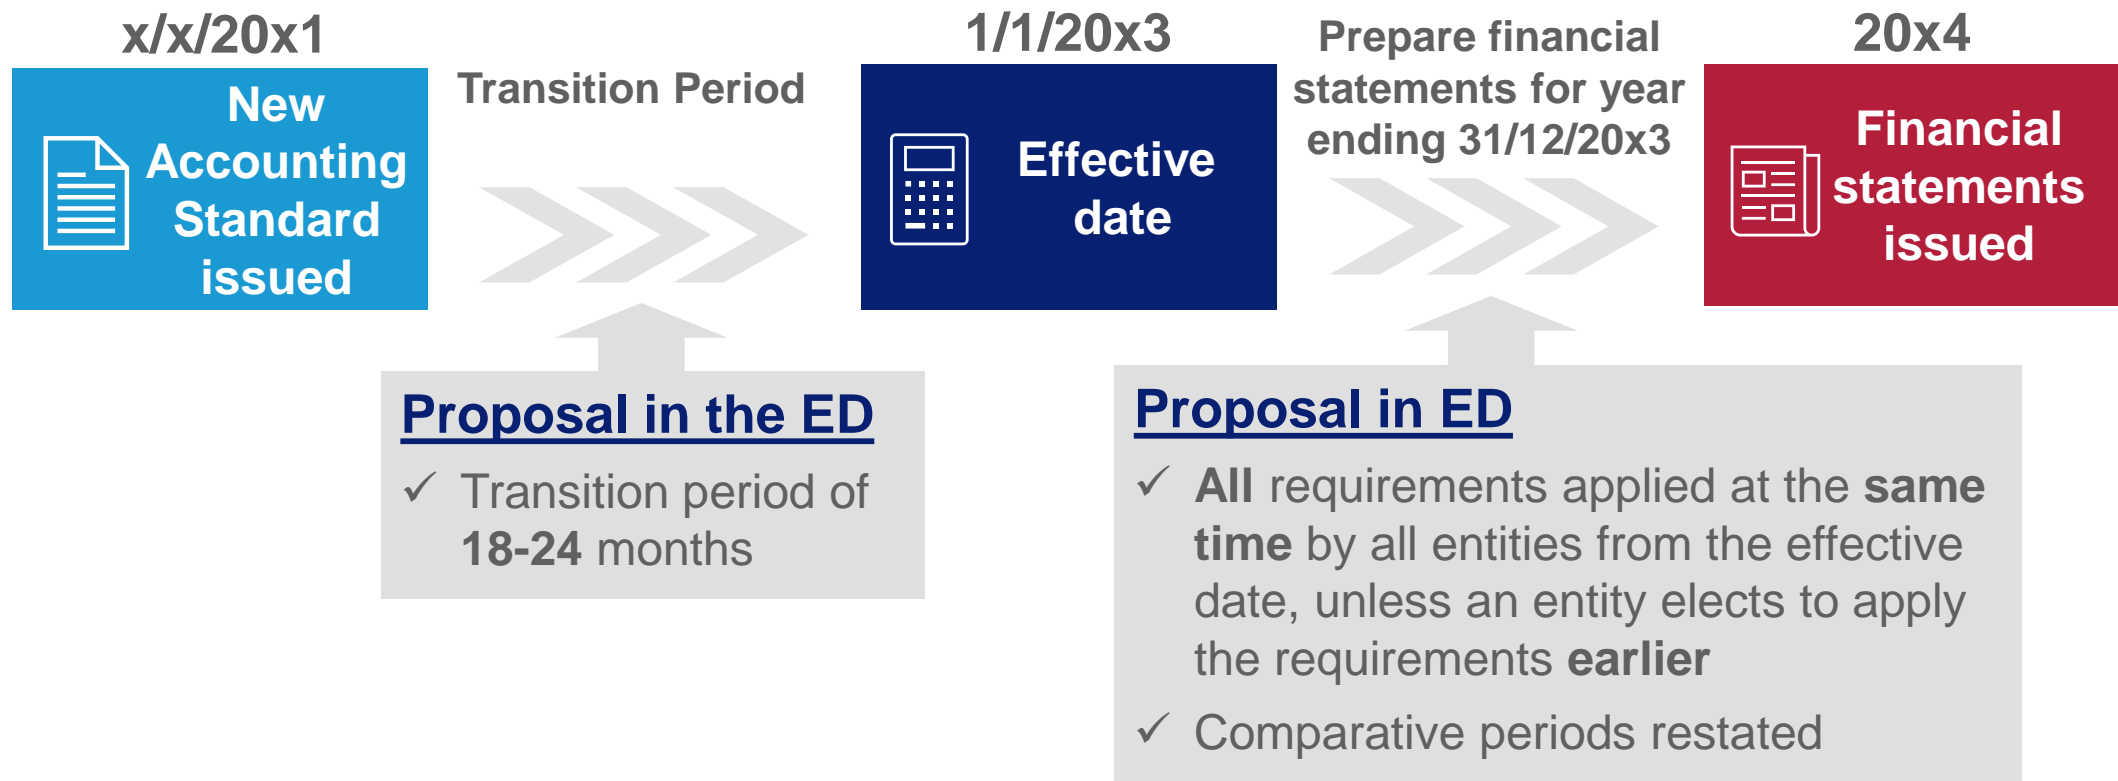 x/x/20x1
New
Accounting
Standard
issued
Transition Period
1/1/20x3
Effective
date
Prepare financial
statements for year
ending 31/12/20x3
20x4
Financial
statements
issued
Proposal in the ED
✓ Transition period of
18-24 months
Proposal in ED
✓ All requirements applied at the same
time by all entities from the effective
date, unless an entity elects to apply
the requirements earlier
✓ Comparative periods restated